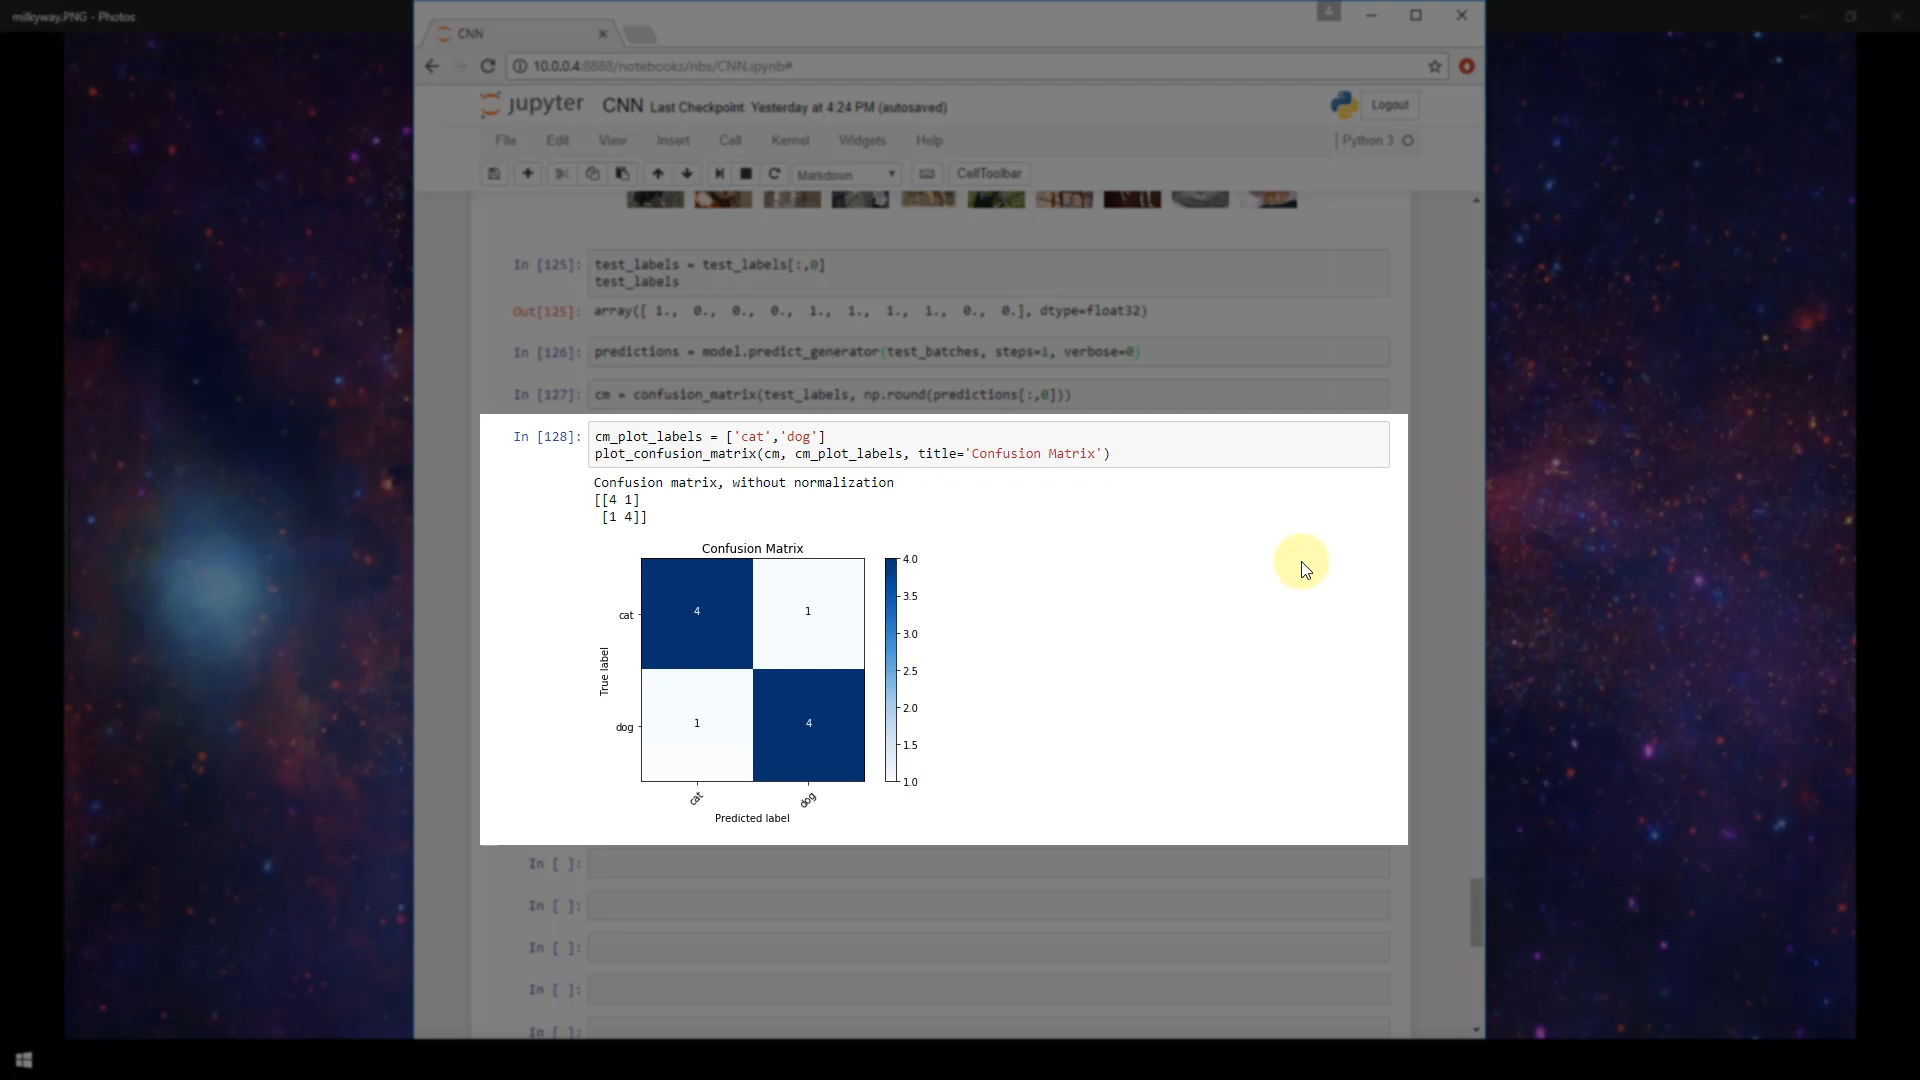 milkyway.PNG - Photos
CNN
10.0.0.4:8888/notebooks/nbs/CNN.ipynb#
jupyter CNN Last Checkpoint: Yesterday at 4:24 PM (autosaved)
Logout
File Edit View Insert Cell Kernel Widgets Help
Python 3
Markdown
CellToolbar
In [125]: test_labels = test_labels[:,0]
test_labels
Out[125]: array([ 1., 0., 0., 0., 1., 1., 1., 1., 0., 0.], dtype=float32)
In [126]: predictions = model.predict_generator(test_batches, steps=1, verbose=0)
In [127]: cm = confusion_matrix(test_labels, np.round(predictions[:,0]))
In [128]: cm_plot_labels = ['cat','dog']
plot_confusion_matrix(cm, cm_plot_labels, title='Confusion Matrix')
Confusion matrix, without normalization
[[4 1]
[1 4]]
Confusion Matrix
4.0
3.5
3.0
2.5
2.0
1.5
1.0
True label
cat
4 1
dog
1 4
cat dog
Predicted label
In [ ]:
In [ ]:
In [ ]:
In [ ]:
In [ ]: